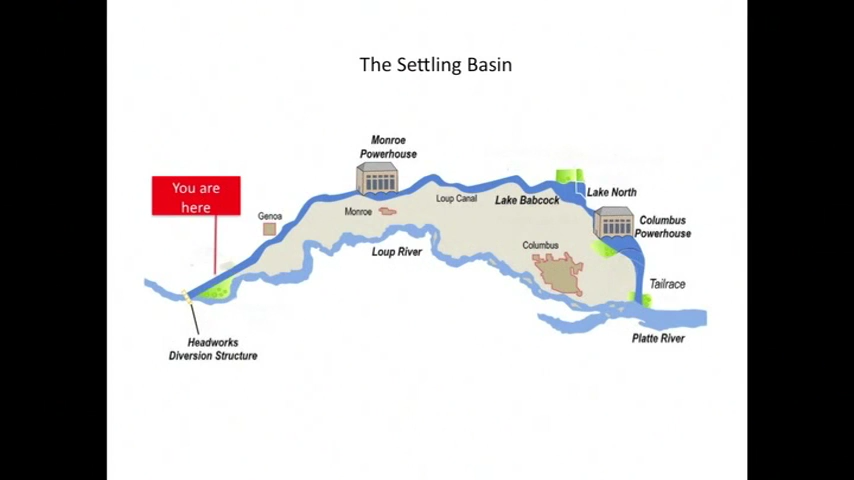 The Settling Basin
Monroe
Powerhouse
You are
here
Lake North
Lake Babcock
Loup Canal
Genoa
Monroe
Columbus
Powerhouse
Loup River
Columbus
Tailrace
Platte River
Headworks
Diversion Structure